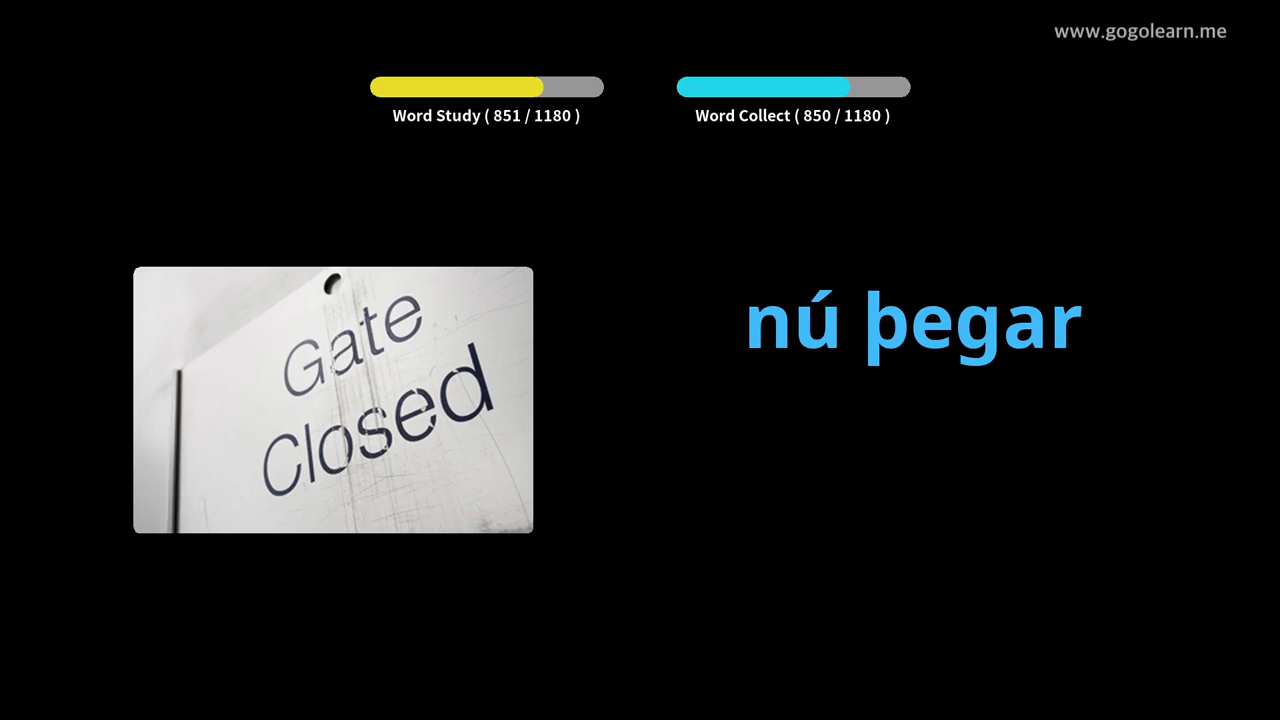 www.gogolearn.me
Word Study ( 851 / 1180 )
Word Collect ( 850 / 1180 )
Gate
Closed
nú þegar